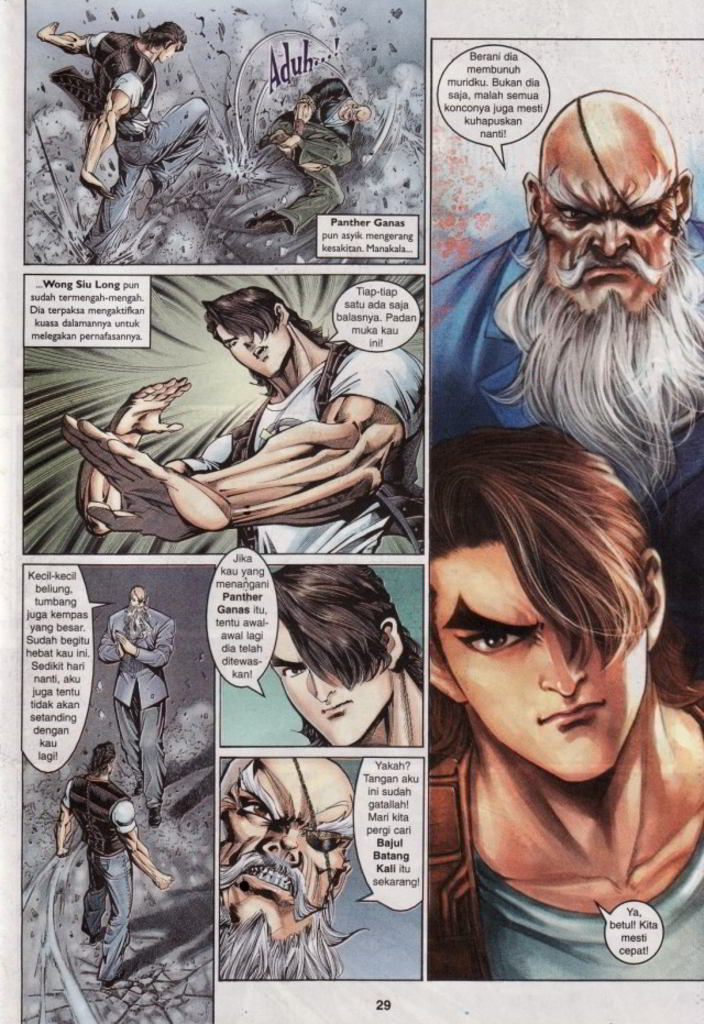 Aduh...!
Panther Ganas
pun asyik mengerang
kesakitan. Manakala...
...Wong Siu Long pun
sudah termengah-mengah.
Dia terpaksa mengaktifkan
kuasa dalamannya untuk
melegakan pernafasannya.
Tiap-tiap
satu ada saja
balasnya. Padan
muka kau
ini!
Kecil-kecil
beliung,
tumbang
juga kempas
yang besar.
Sudah begitu
hebat kau ini.
Sedikit hari
nanti, aku
juga tentu
tidak akan
setanding
dengan
kau
lagi!
Jika
kau yang
menangani
Panther
Ganas itu,
tentu awal-
awal lagi
dia telah
ditewas-
kan!
Yakah?
Tangan aku
ini sudah
gatallah!
Mari kita
pergi cari
Bajul
Batang
Kali itu
sekarang!
Berani dia
membunuh
muridku. Bukan dia
saja, malah semua
konconya juga mesti
kuhapuskan
nanti!
Ya,
betul! Kita
mesti
cepat!
29